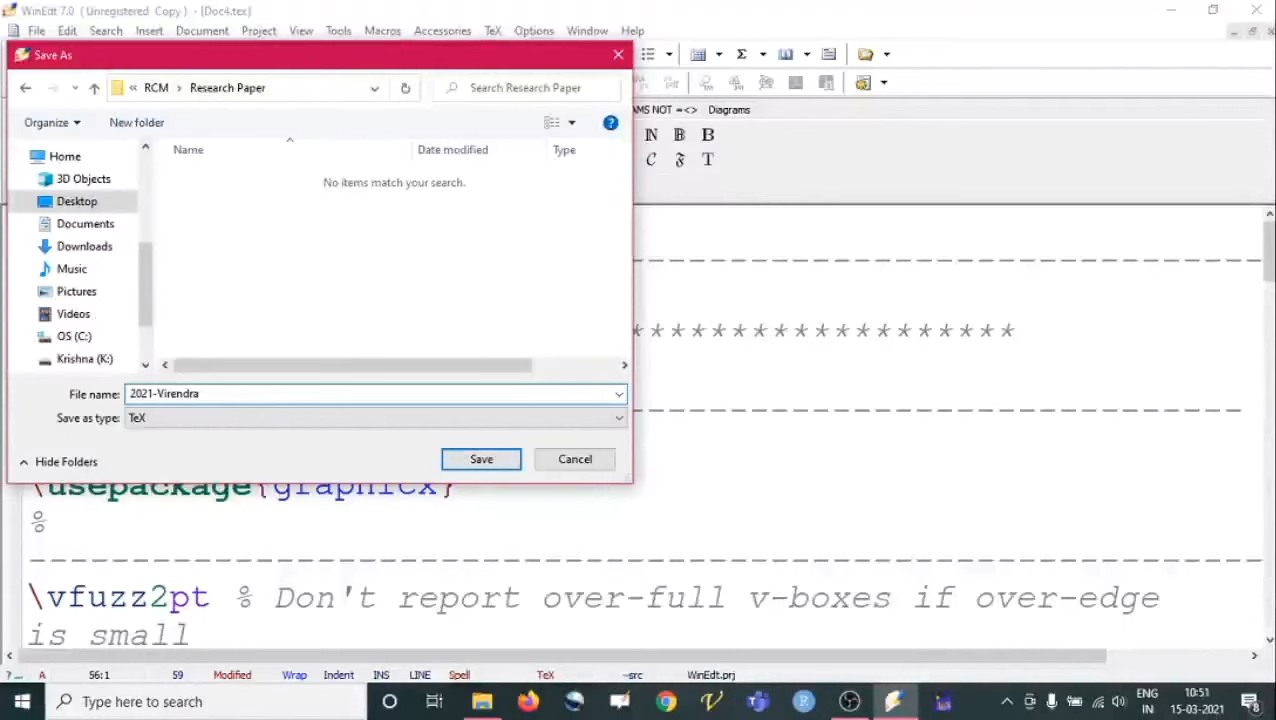 WinEdt 7.0 ( Unregistered Copy ) - [Doc4.tex]
File Edit Search Insert Document Project View Tools Macros Accessories TeX Options Window Help
Save As
« RCM › Research Paper
Search Research Paper
AMS NOT =<> Diagrams
Organize New folder
N B B
C F T
Name Date modified Type
No items match your search.
Home
3D Objects
Desktop
Documents
Downloads
Music
Pictures
Videos
OS (C:)
Krishna (K:)
*******************
File name: 2021-Virendra
Save as type: TeX
Hide Folders Save Cancel
\usepackage{graphicx}
%
\vfuzz2pt % Don't report over-full v-boxes if over-edge
is small
?... A 56:1 59 Modified Wrap Indent INS LINE Spell TeX --src WinEdt.prj
Type here to search
ENG
IN
10:51
15-03-2021
8